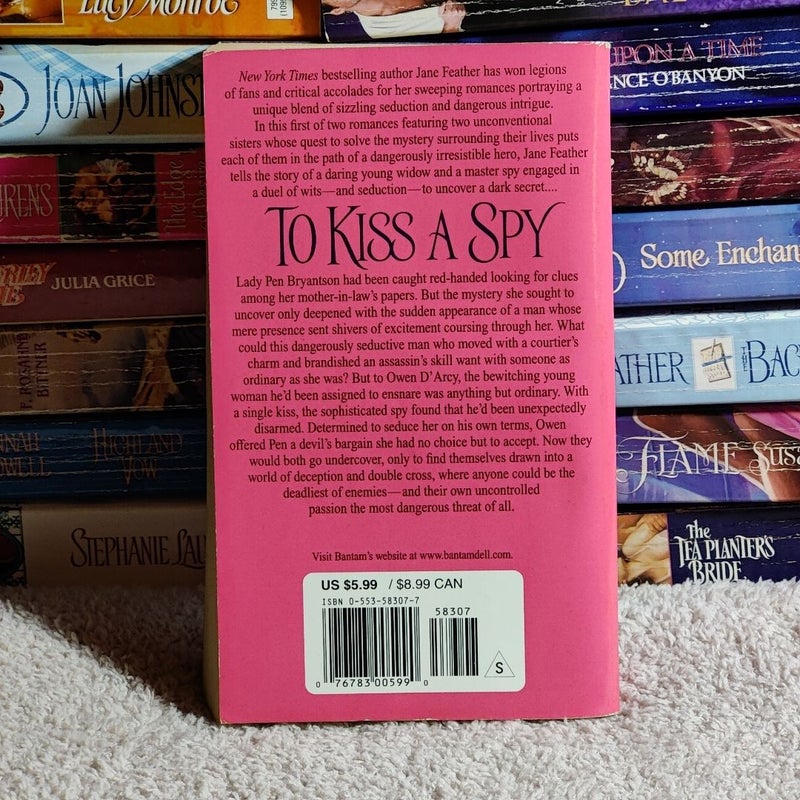 Lucy Monroe
JOAN JOHNS
JULIA GRICE
HIGHLAND
VOW
STEPHANIE LAU
New York Times bestselling author Jane Feather has won legions
of fans and critical accolades for her sweeping romances portraying a
unique blend of sizzling seduction and dangerous intrigue.
In this first of two romances featuring two unconventional
sisters whose quest to solve the mystery surrounding their lives puts
each of them in the path of a dangerously irresistible hero, Jane Feather
tells the story of a daring young widow and a master spy engaged in
a duel of wits—and seduction—to uncover a dark secret....
TO KISS A SPY
Lady Pen Bryantson had been caught red-handed looking for clues
among her mother-in-law's papers. But the mystery she sought to
uncover only deepened with the sudden appearance of a man whose
mere presence sent shivers of excitement coursing through her. What
could this dangerously seductive man who moved with a courtier's
charm and brandished an assassin's skill want with someone as
ordinary as she was? But to Owen D'Arcy, the bewitching young
woman he'd been assigned to ensnare was anything but ordinary. With
a single kiss, the sophisticated spy found that he'd been unexpectedly
disarmed. Determined to seduce her on his own terms, Owen
offered Pen a devil's bargain she had no choice but to accept. Now they
would both go undercover, only to find themselves drawn into a
world of deception and double cross, where anyone could be the
deadliest of enemies—and their own uncontrolled
passion the most dangerous threat of all.
Visit Bantam's website at www.bantamdell.com.
US $5.99 / $8.99 CAN
ISBN 0-553-58307-7
58307
0 76783 00599 0
S
UPON A TIME
NCE O'BANYON
Some Enchan
ATHER
THE
BAC
FLAME
Susa
The
TEA PLANTER'S
BRIDE